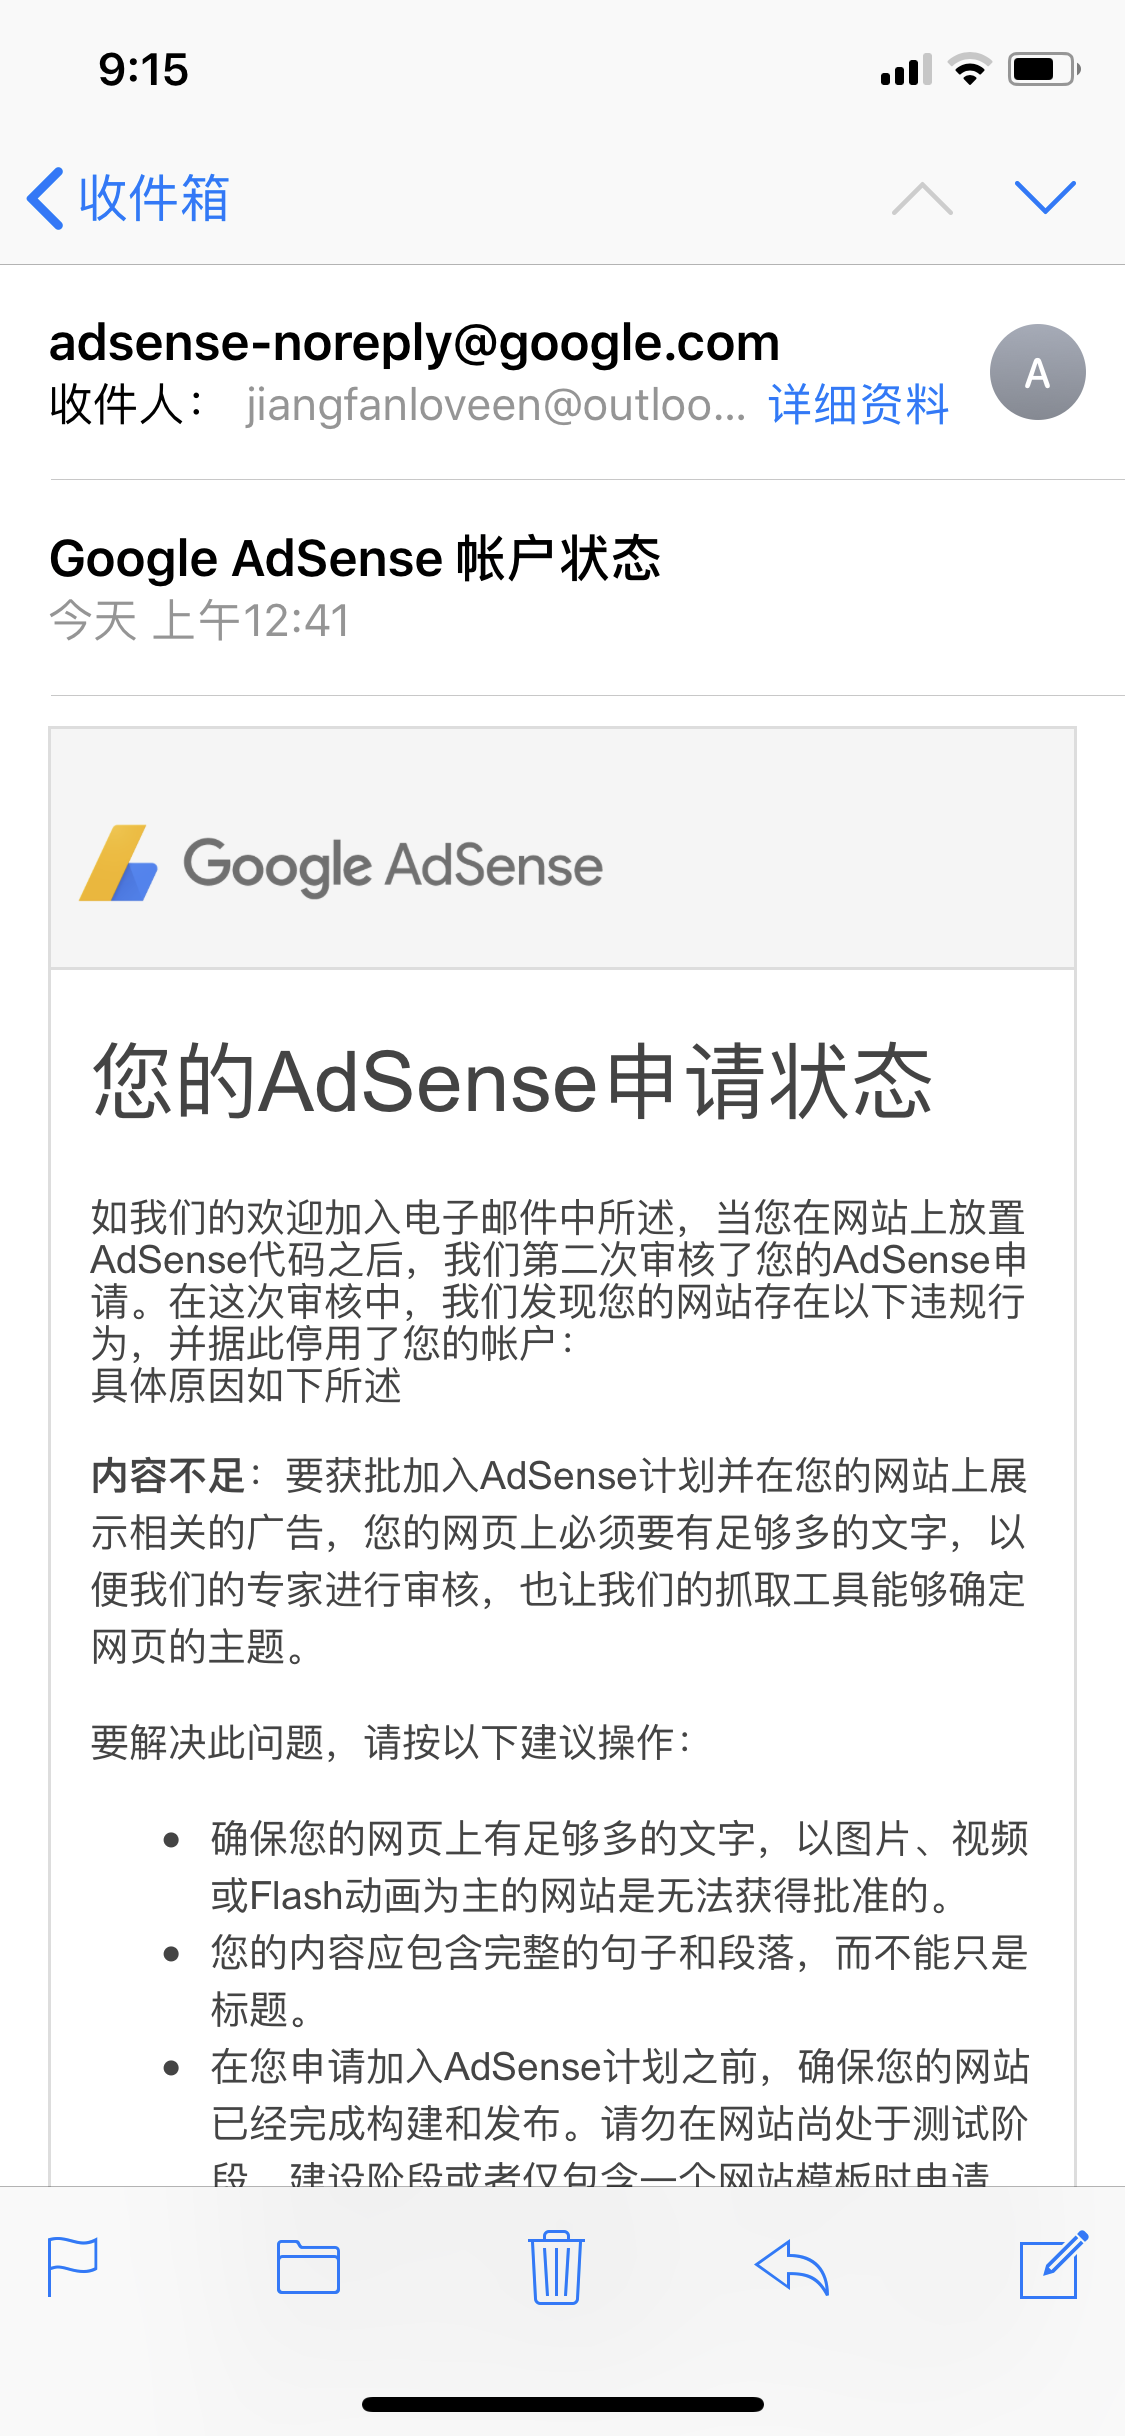 9:15
收件箱
adsense-noreply@google.com
A
收件人： jiangfanloveen@outloo... 详细资料
Google AdSense 帐户状态
今天 上午12:41
Google AdSense
您的AdSense申请状态
如我们的欢迎加入电子邮件中所述，当您在网站上放置
AdSense代码之后，我们第二次审核了您的AdSense申
请。在这次审核中，我们发现您的网站存在以下违规行
为，并据此停用了您的帐户：
具体原因如下所述
内容不足：要获批加入AdSense计划并在您的网站上展
示相关的广告，您的网页上必须要有足够多的文字，以
便我们的专家进行审核，也让我们的抓取工具能够确定
网页的主题。
要解决此问题，请按以下建议操作：
• 确保您的网页上有足够多的文字，以图片、视频
或Flash动画为主的网站是无法获得批准的。
• 您的内容应包含完整的句子和段落，而不能只是
标题。
• 在您申请加入AdSense计划之前，确保您的网站
已经完成构建和发布。请勿在网站尚处于测试阶
段、建设阶段或者仅包含一个网站模板时申请